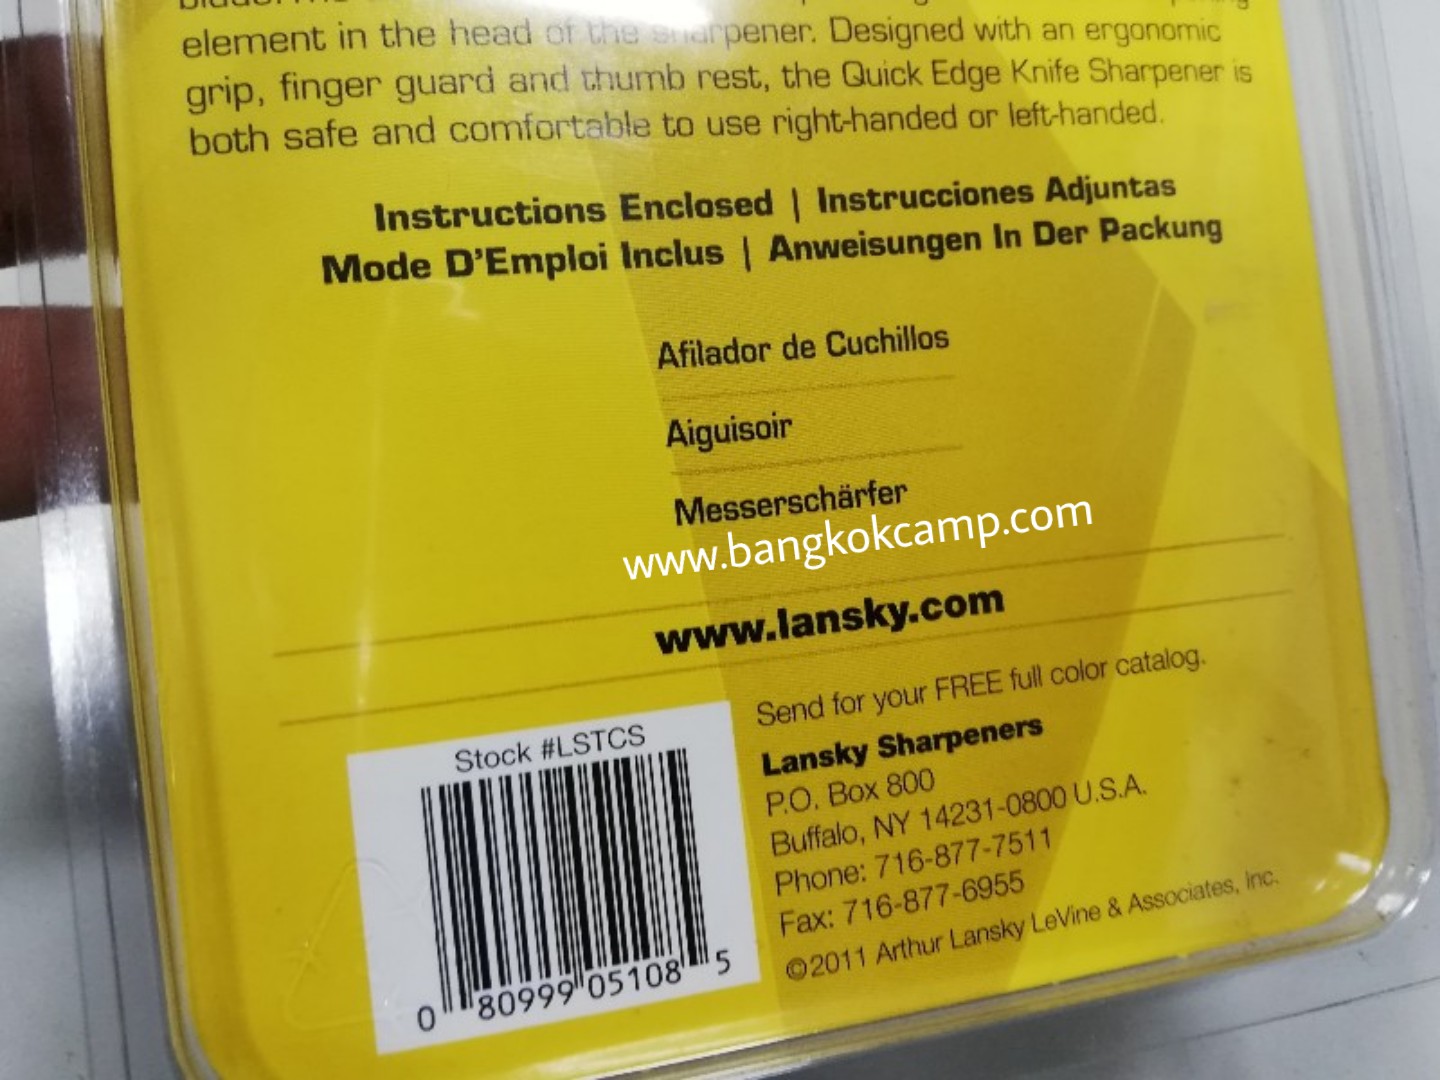 element in the head of the sharpener. Designed with an ergonomic
grip, finger guard and thumb rest, the Quick Edge Knife Sharpener is
both safe and comfortable to use right-handed or left-handed.
Instructions Enclosed | Instrucciones Adjuntas
Mode D'Emploi Inclus | Anweisungen In Der Packung
Afilador de Cuchillos
Aiguisoir
Messerschärfer
www.bangkokcamp.com
www.lansky.com
Send for your FREE full color catalog.
Lansky Sharpeners
P.O. Box 800
Buffalo, NY 14231-0800 U.S.A.
Phone: 716-877-7511
Fax: 716-877-6955
©2011 Arthur Lansky LeVine & Associates, Inc.
Stock #LSTCS
0 80999 05108 5